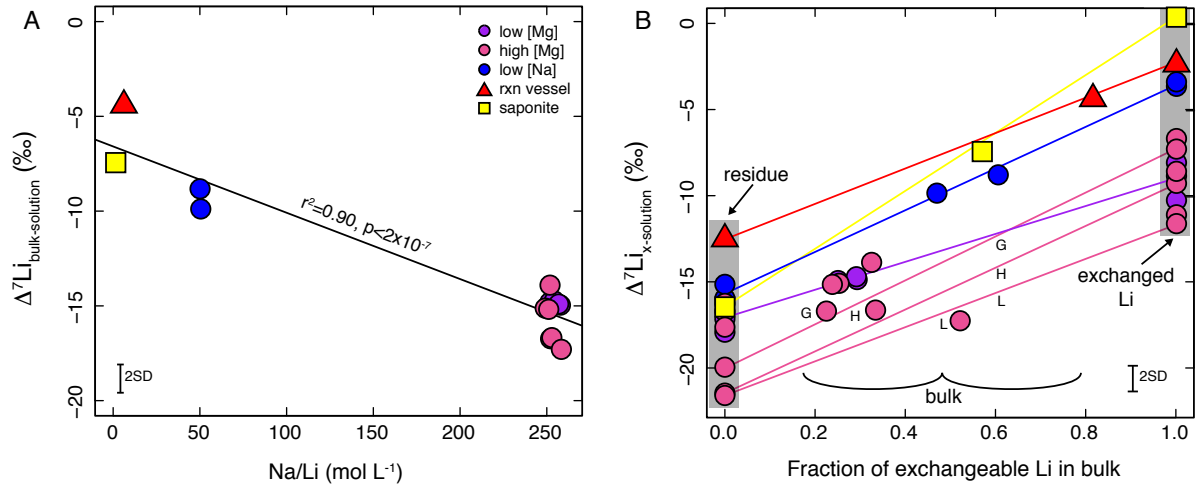 A
0
−5
−10
−15
−20
Δ⁷Li bulk-solution (‰)
low [Mg]
high [Mg]
low [Na]
rxn vessel
saponite
r²=0.90, p<2x10⁻⁷
2SD
0 50 100 150 200 250
Na/Li (mol L⁻¹)
B
0
−5
−10
−15
−20
Δ⁷Li x-solution (‰)
residue
exchanged
Li
G
H
L
G
H
L
bulk
2SD
0.0 0.2 0.4 0.6 0.8 1.0
Fraction of exchangeable Li in bulk